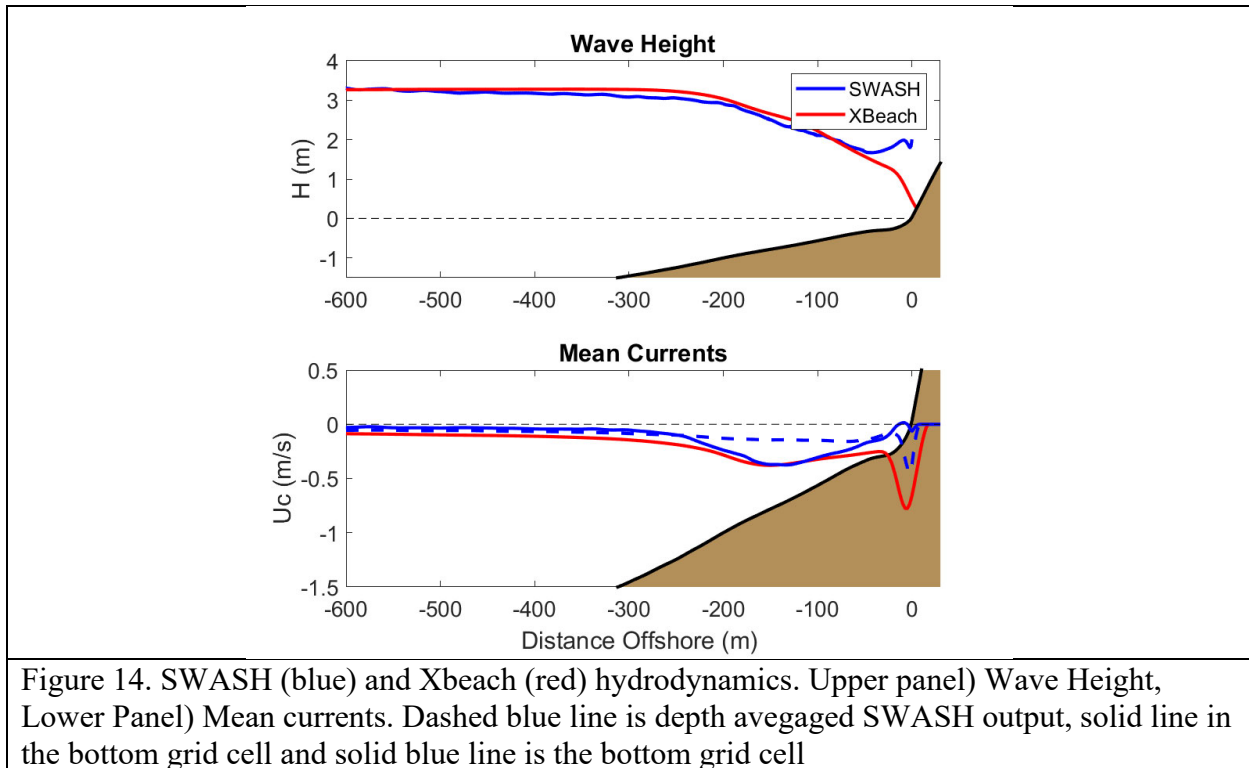 Wave Height
4
3
2
1
0
-1
H (m)
SWASH
XBeach
-600 -500 -400 -300 -200 -100 0
Mean Currents
0.5
0
-0.5
-1
-1.5
Uc (m/s)
-600 -500 -400 -300 -200 -100 0
Distance Offshore (m)
Figure 14. SWASH (blue) and Xbeach (red) hydrodynamics. Upper panel) Wave Height,
Lower Panel) Mean currents. Dashed blue line is depth avegaged SWASH output, solid line in
the bottom grid cell and solid blue line is the bottom grid cell